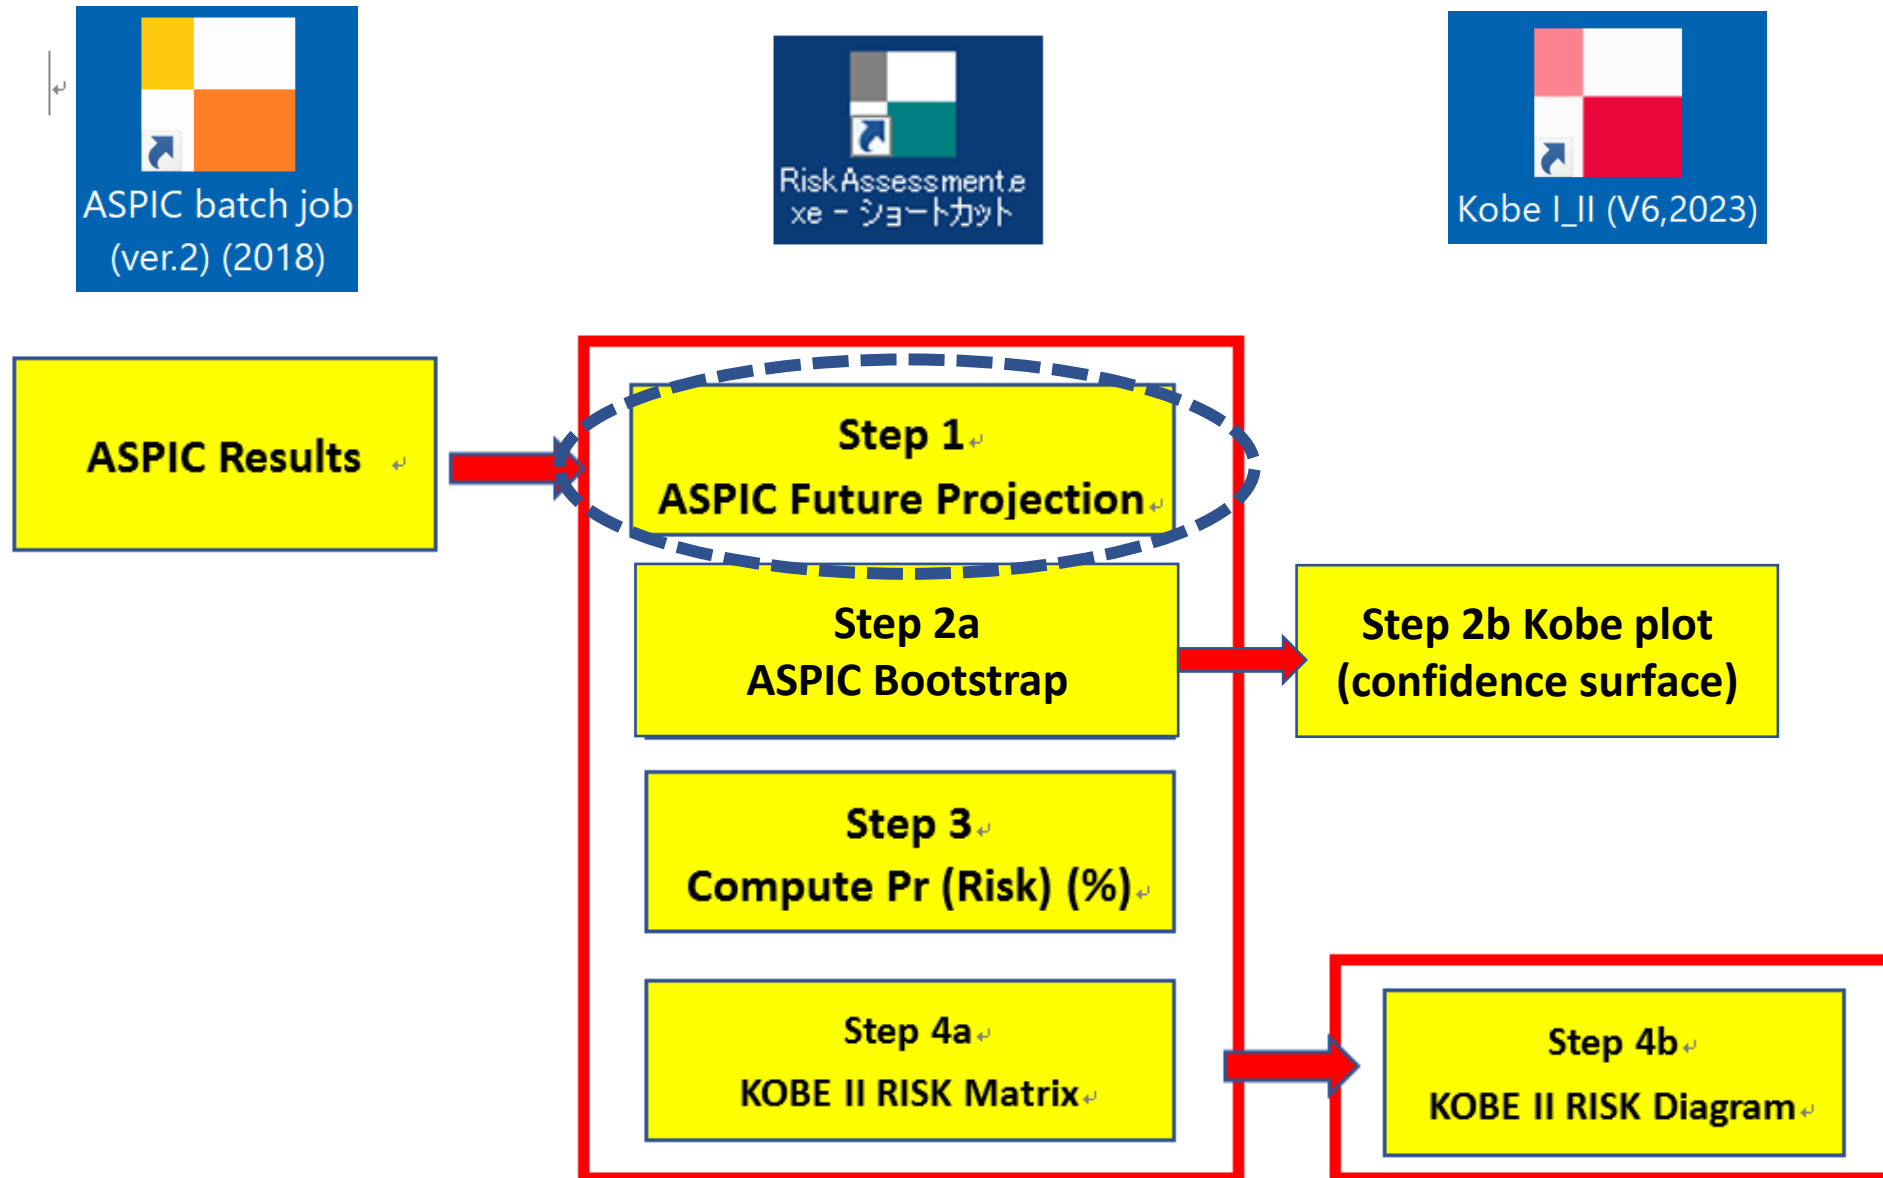 ASPIC batch job
(ver.2) (2018)
RiskAssessment.e
xe - ショートカット
Kobe I_II (V6,2023)
ASPIC Results
Step 1
ASPIC Future Projection
Step 2a
ASPIC Bootstrap
Step 2b Kobe plot
(confidence surface)
Step 3
Compute Pr (Risk) (%)
Step 4a
KOBE II RISK Matrix
Step 4b
KOBE II RISK Diagram